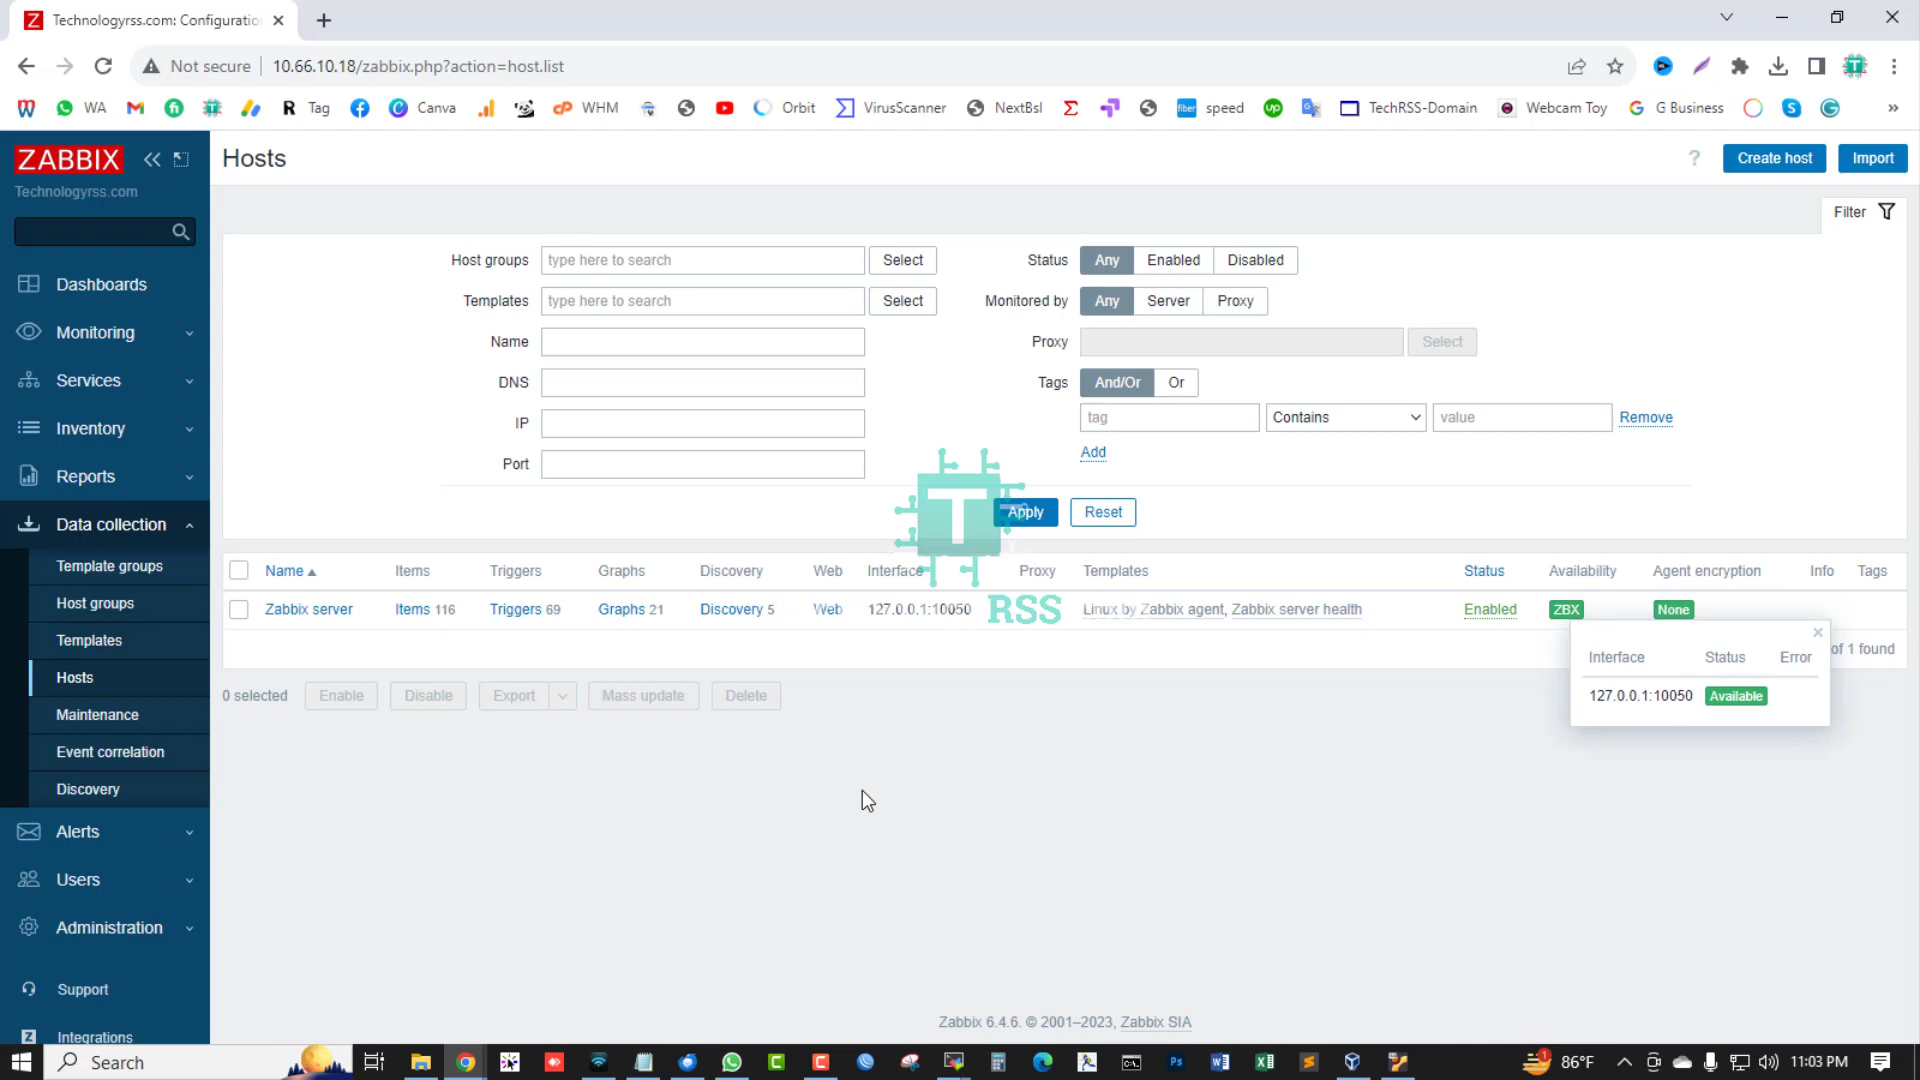 Technologyrss.com: Configuratio
Not secure
10.66.10.18/zabbix.php?action=host.list
WA
Tag
Canva
WHM
Orbit
VirusScanner
NextBsl
fiber
speed
TechRSS-Domain
Webcam Toy
G Business
ZABBIX
Technologyrss.com
Hosts
?
Create host
Import
Filter
Dashboards
Monitoring
Services
Inventory
Reports
Data collection
Template groups
Host groups
Templates
Hosts
Maintenance
Event correlation
Discovery
Alerts
Users
Administration
Support
Integrations
Host groups type here to search Select
Templates type here to search Select
Name
DNS
IP
Port
Status Any Enabled Disabled
Monitored by Any Server Proxy
Proxy Select
Tags And/Or Or
tag Contains value Remove
Add
Apply Reset
T
RSS
Name Items Triggers Graphs Discovery Web Interface Proxy Templates Status Availability Agent encryption Info Tags
Zabbix server Items 116 Triggers 69 Graphs 21 Discovery 5 Web 127.0.0.1:10050 Linux by Zabbix agent, Zabbix server health Enabled ZBX None
of 1 found
Interface Status Error
127.0.0.1:10050 Available
0 selected Enable Disable Export Mass update Delete
Zabbix 6.4.6. © 2001–2023, Zabbix SIA
Search
86°F
11:03 PM